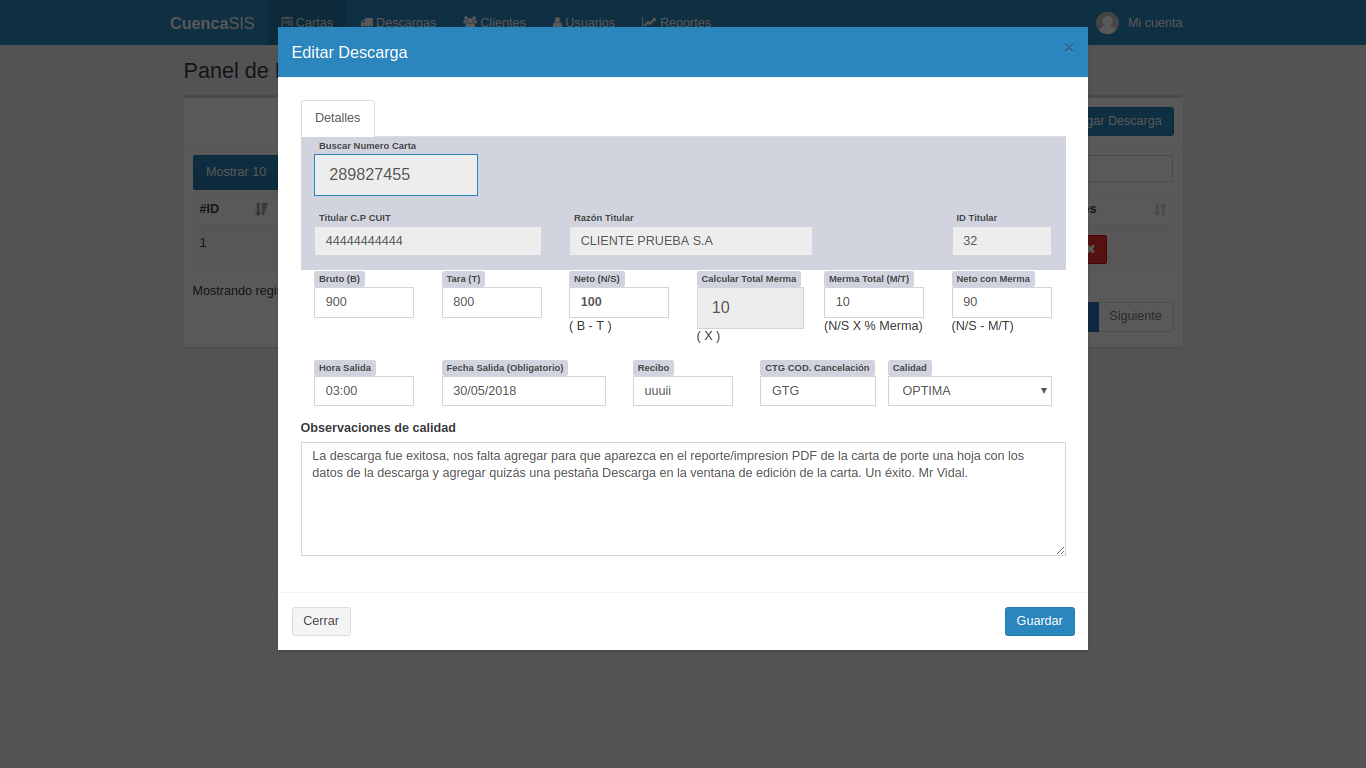 CuencaSIS Cartas Descargas Clientes Usuarios Reportes Mi cuenta
Editar Descarga ×
Panel de
Detalles
gar Descarga
Buscar Numero Carta
289827455
Mostrar 10
#ID
Titular C.P CUIT Razón Titular ID Titular
44444444444 CLIENTE PRUEBA S.A 32
1
Bruto (B) Tara (T) Neto (N/S) Calcular Total Merma Merma Total (M/T) Neto con Merma
900 800 100 10 10 90
( B - T ) ( X ) (N/S X % Merma) (N/S - M/T)
Mostrando regis
Siguiente
Hora Salida Fecha Salida (Obligatorio) Recibo CTG COD. Cancelación Calidad
03:00 30/05/2018 uuuii GTG OPTIMA
Observaciones de calidad
La descarga fue exitosa, nos falta agregar para que aparezca en el reporte/impresion PDF de la carta de porte una hoja con los
datos de la descarga y agregar quizás una pestaña Descarga en la ventana de edición de la carta. Un éxito. Mr Vidal.
Cerrar Guardar